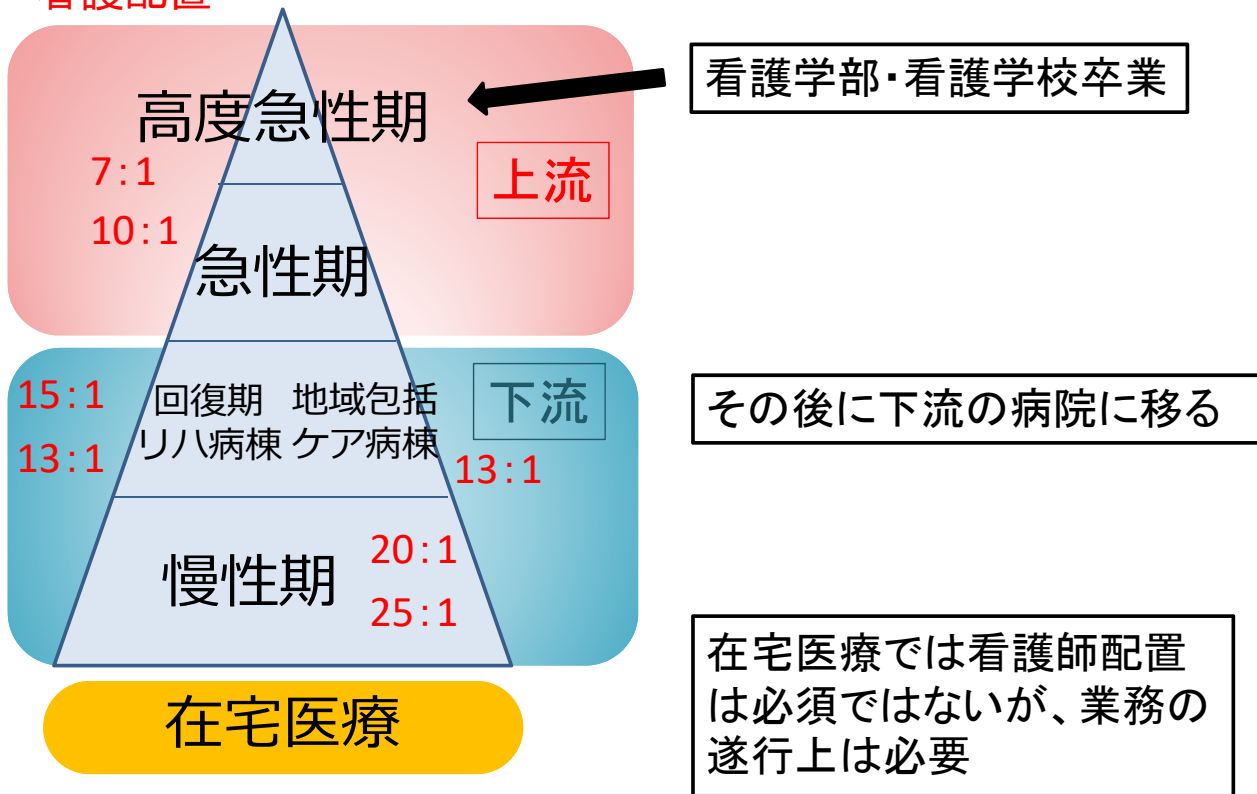 看護配置
高度急性期
7:1
10:1
上流
急性期
看護学部・看護学校卒業
15:1
13:1
回復期 地域包括
リハ病棟 ケア病棟
下流
13:1
その後に下流の病院に移る
慢性期
20:1
25:1
在宅医療
在宅医療では看護師配置
は必須ではないが、業務の
遂行上は必要